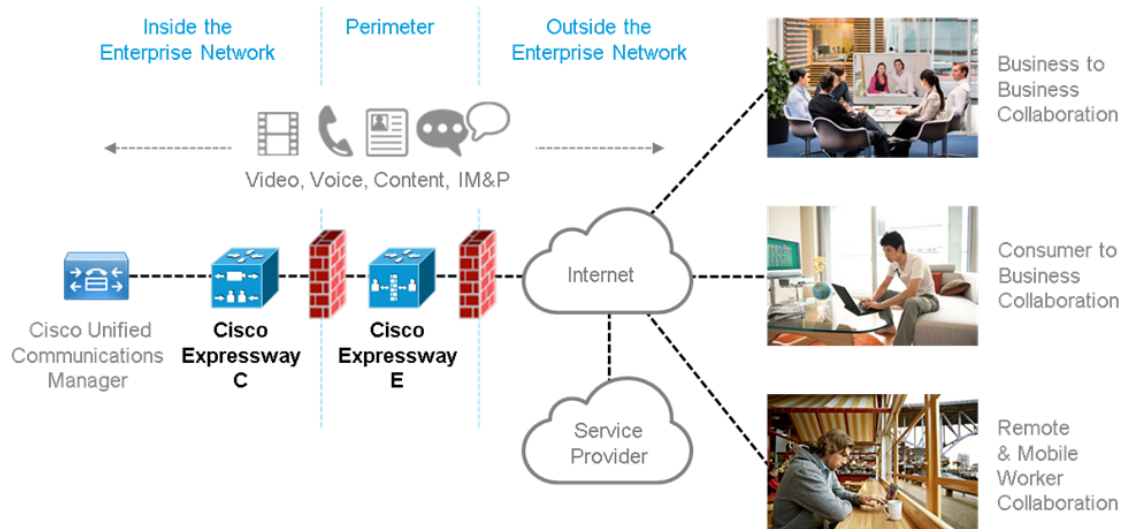 Inside the
Enterprise Network
Perimeter
Outside the
Enterprise Network
Video, Voice, Content, IM&P
Business to
Business
Collaboration
Internet
Consumer to
Business
Collaboration
Cisco Unified
Communications
Manager
Cisco
Expressway
C
Cisco
Expressway
E
Service
Provider
Remote
& Mobile
Worker
Collaboration